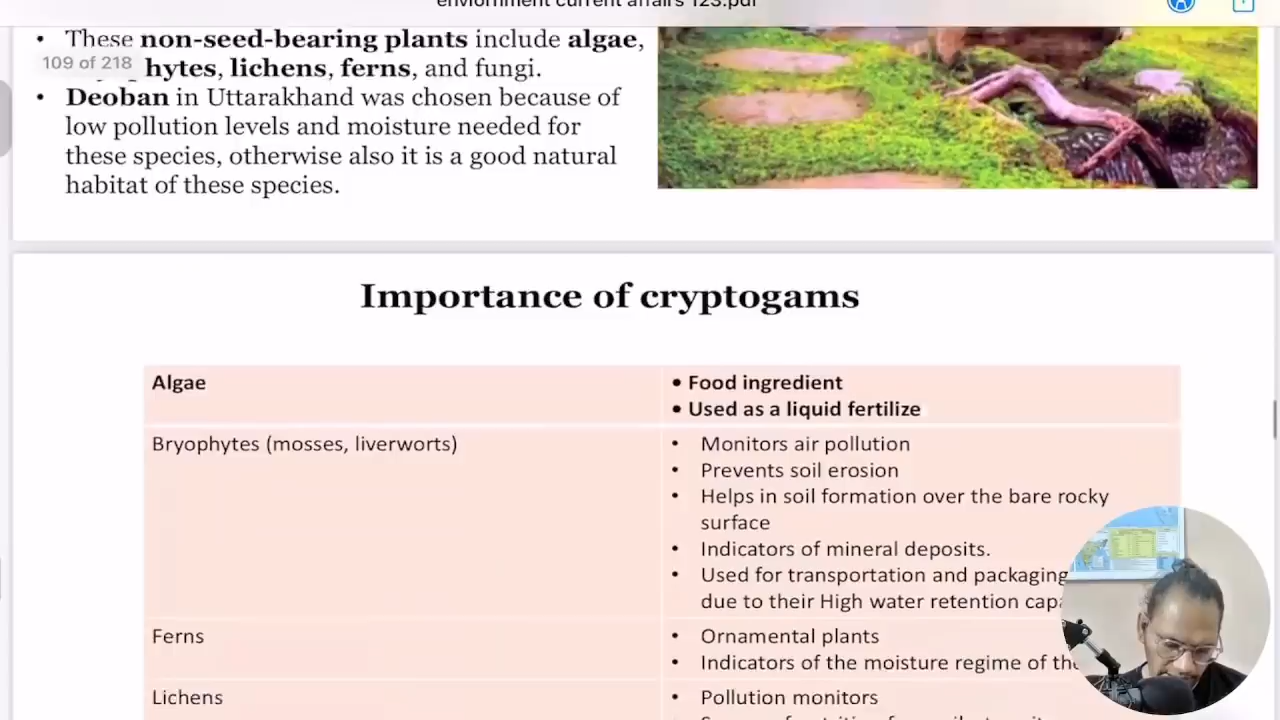 enviornment current affairs 123.pdf
• These non-seed-bearing plants include algae,
109 of 218
hytes, lichens, ferns, and fungi.
• Deoban in Uttarakhand was chosen because of
low pollution levels and moisture needed for
these species, otherwise also it is a good natural
habitat of these species.
Importance of cryptogams
Algae
• Food ingredient
• Used as a liquid fertilize
Bryophytes (mosses, liverworts)
• Monitors air pollution
• Prevents soil erosion
• Helps in soil formation over the bare rocky
surface
• Indicators of mineral deposits.
• Used for transportation and packaging
due to their High water retention
Ferns
• Ornamental plants
• Indicators of the moisture regime of
Lichens
• Pollution monitors